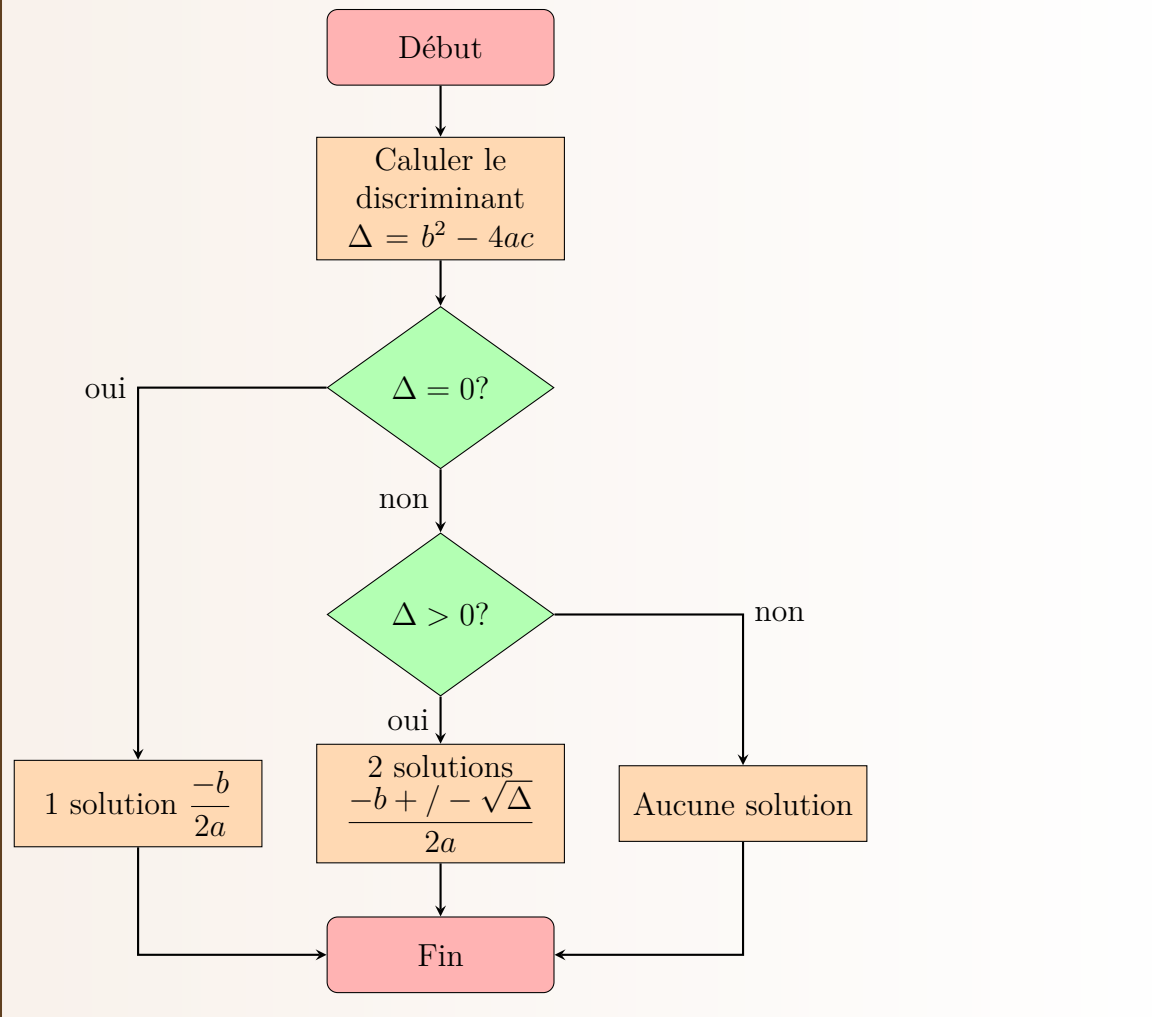 Début
Caluler le
discriminant
Δ = b² − 4ac
Δ = 0?
oui
non
Δ > 0?
non
oui
1 solution −b/2a
2 solutions
−b + / − √Δ
2a
Aucune solution
Fin